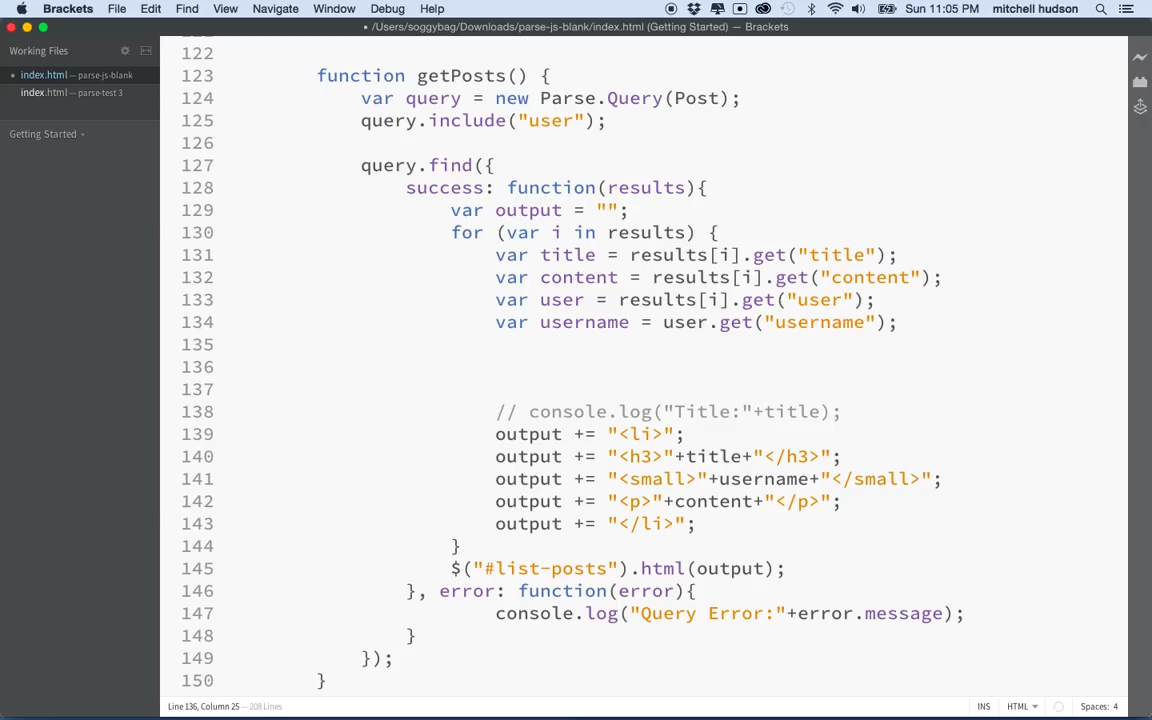 Brackets File Edit Find View Navigate Window Debug Help Sun 11:05 PM mitchell hudson
• /Users/soggybag/Downloads/parse-js-blank/index.html (Getting Started) — Brackets
Working Files
• index.html — parse-js-blank
index.html — parse-test 3
Getting Started
122
123 function getPosts() {
124 var query = new Parse.Query(Post);
125 query.include("user");
126
127 query.find({
128 success: function(results){
129 var output = "";
130 for (var i in results) {
131 var title = results[i].get("title");
132 var content = results[i].get("content");
133 var user = results[i].get("user");
134 var username = user.get("username");
135
136
137
138 // console.log("Title:"+title);
139 output += "<li>";
140 output += "<h3>"+title+"</h3>";
141 output += "<small>"+username+"</small>";
142 output += "<p>"+content+"</p>";
143 output += "</li>";
144 }
145 $("#list-posts").html(output);
146 }, error: function(error){
147 console.log("Query Error:"+error.message);
148 }
149 });
150 }
Line 136, Column 25 — 208 Lines INS HTML Spaces: 4